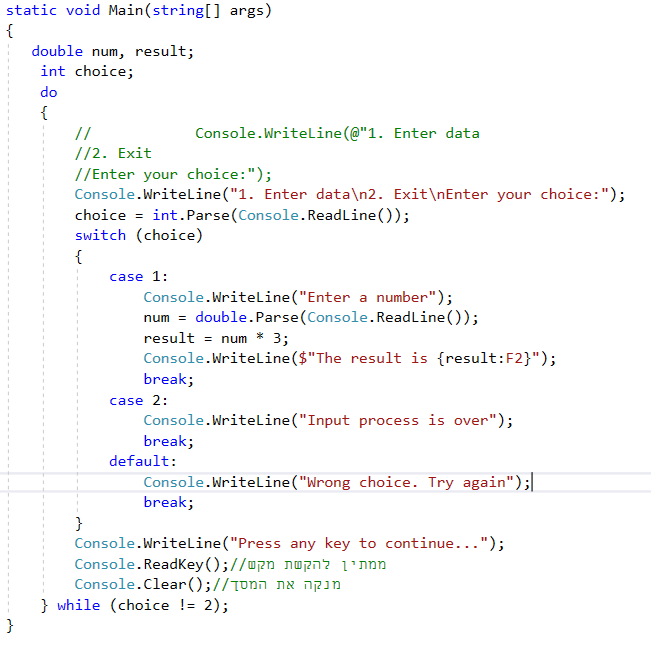 static void Main(string[] args)
{
double num, result;
int choice;
do
{
// Console.WriteLine(@"1. Enter data
//2. Exit
//Enter your choice:");
Console.WriteLine("1. Enter data\n2. Exit\nEnter your choice:");
choice = int.Parse(Console.ReadLine());
switch (choice)
{
case 1:
Console.WriteLine("Enter a number");
num = double.Parse(Console.ReadLine());
result = num * 3;
Console.WriteLine($"The result is {result:F2}");
break;
case 2:
Console.WriteLine("Input process is over");
break;
default:
Console.WriteLine("Wrong choice. Try again");
break;
}
Console.WriteLine("Press any key to continue...");
Console.ReadKey();//ממתין להקשת מקש
Console.Clear();//מנקה את המסך
} while (choice != 2);
}